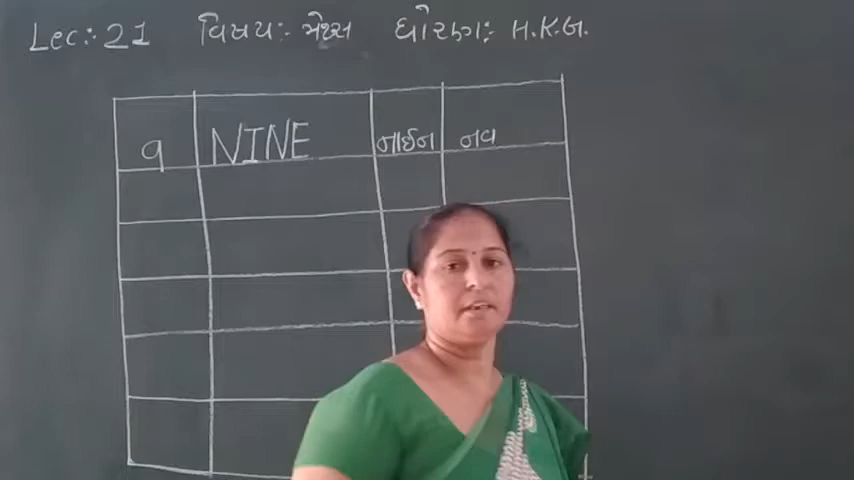 Lec:- 21 વિષય:- મેથ્સ ધોરણ:- H.K.G.
9 NINE નાઈન નવ